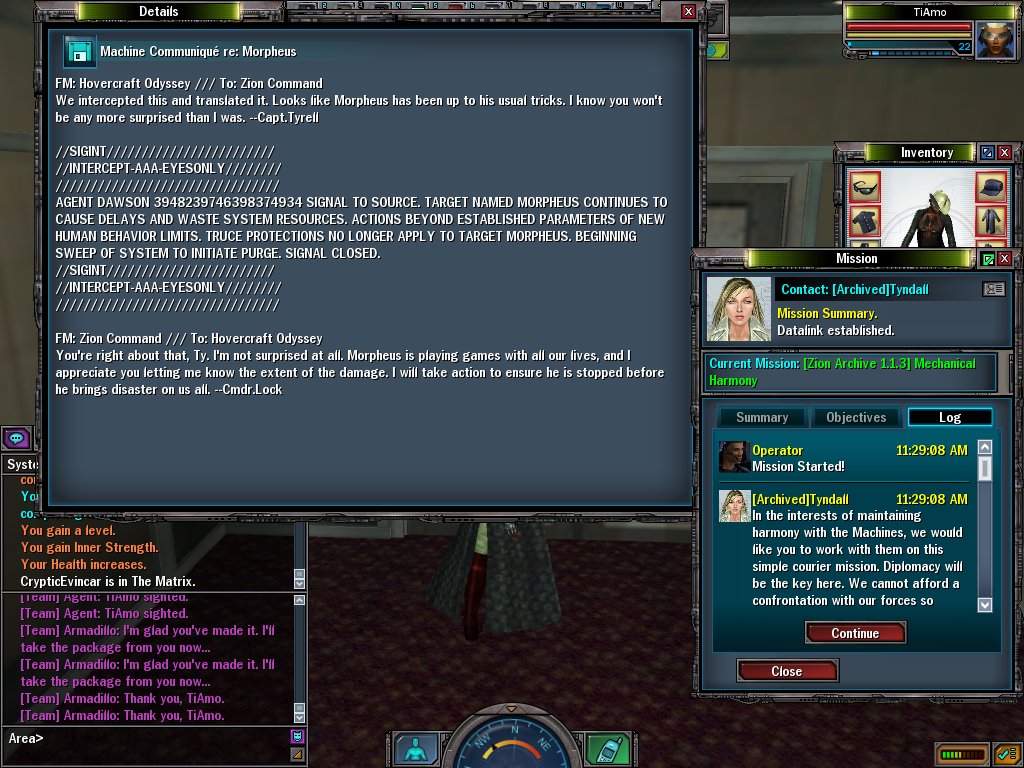 Details
TiAmo
22
Machine Communiqué re: Morpheus
FM: Hovercraft Odyssey /// To: Zion Command
We intercepted this and translated it. Looks like Morpheus has been up to his usual tricks. I know you won't
be any more surprised than I was. --Capt.Tyrell
//SIGINT////////////////////////
//INTERCEPT-AAA-EYESONLY////////
////////////////////////////////
AGENT DAWSON 3948239746398374934 SIGNAL TO SOURCE. TARGET NAMED MORPHEUS CONTINUES TO
CAUSE DELAYS AND WASTE SYSTEM RESOURCES. ACTIONS BEYOND ESTABLISHED PARAMETERS OF NEW
HUMAN BEHAVIOR LIMITS. TRUCE PROTECTIONS NO LONGER APPLY TO TARGET MORPHEUS. BEGINNING
SWEEP OF SYSTEM TO INITIATE PURGE. SIGNAL CLOSED.
//SIGINT////////////////////////
//INTERCEPT-AAA-EYESONLY////////
////////////////////////////////
FM: Zion Command /// To: Hovercraft Odyssey
You're right about that, Ty. I'm not surprised at all. Morpheus is playing games with all our lives, and I
appreciate you letting me know the extent of the damage. I will take action to ensure he is stopped before
he brings disaster on us all. --Cmdr.Lock
Inventory
Mission
Contact: [Archived]Tyndall
Mission Summary.
Datalink established.
Current Mission: [Zion Archive 1.1.3] Mechanical
Harmony
Summary
Objectives
Log
Operator 11:29:08 AM
Mission Started!
[Archived]Tyndall 11:29:08 AM
In the interests of maintaining
harmony with the Machines, we would
like you to work with them on this
simple courier mission. Diplomacy will
be the key here. We cannot afford a
confrontation with our forces so
Continue
Close
You gain a level.
You gain Inner Strength.
Your Health increases.
CrypticEvincar is in The Matrix.
[Team] Agent: TiAmo sighted.
[Team] Agent: TiAmo sighted.
[Team] Armadillo: I'm glad you've made it. I'll
take the package from you now...
[Team] Armadillo: I'm glad you've made it. I'll
take the package from you now...
[Team] Armadillo: Thank you, TiAmo.
[Team] Armadillo: Thank you, TiAmo.
Area>
NW
N
NE